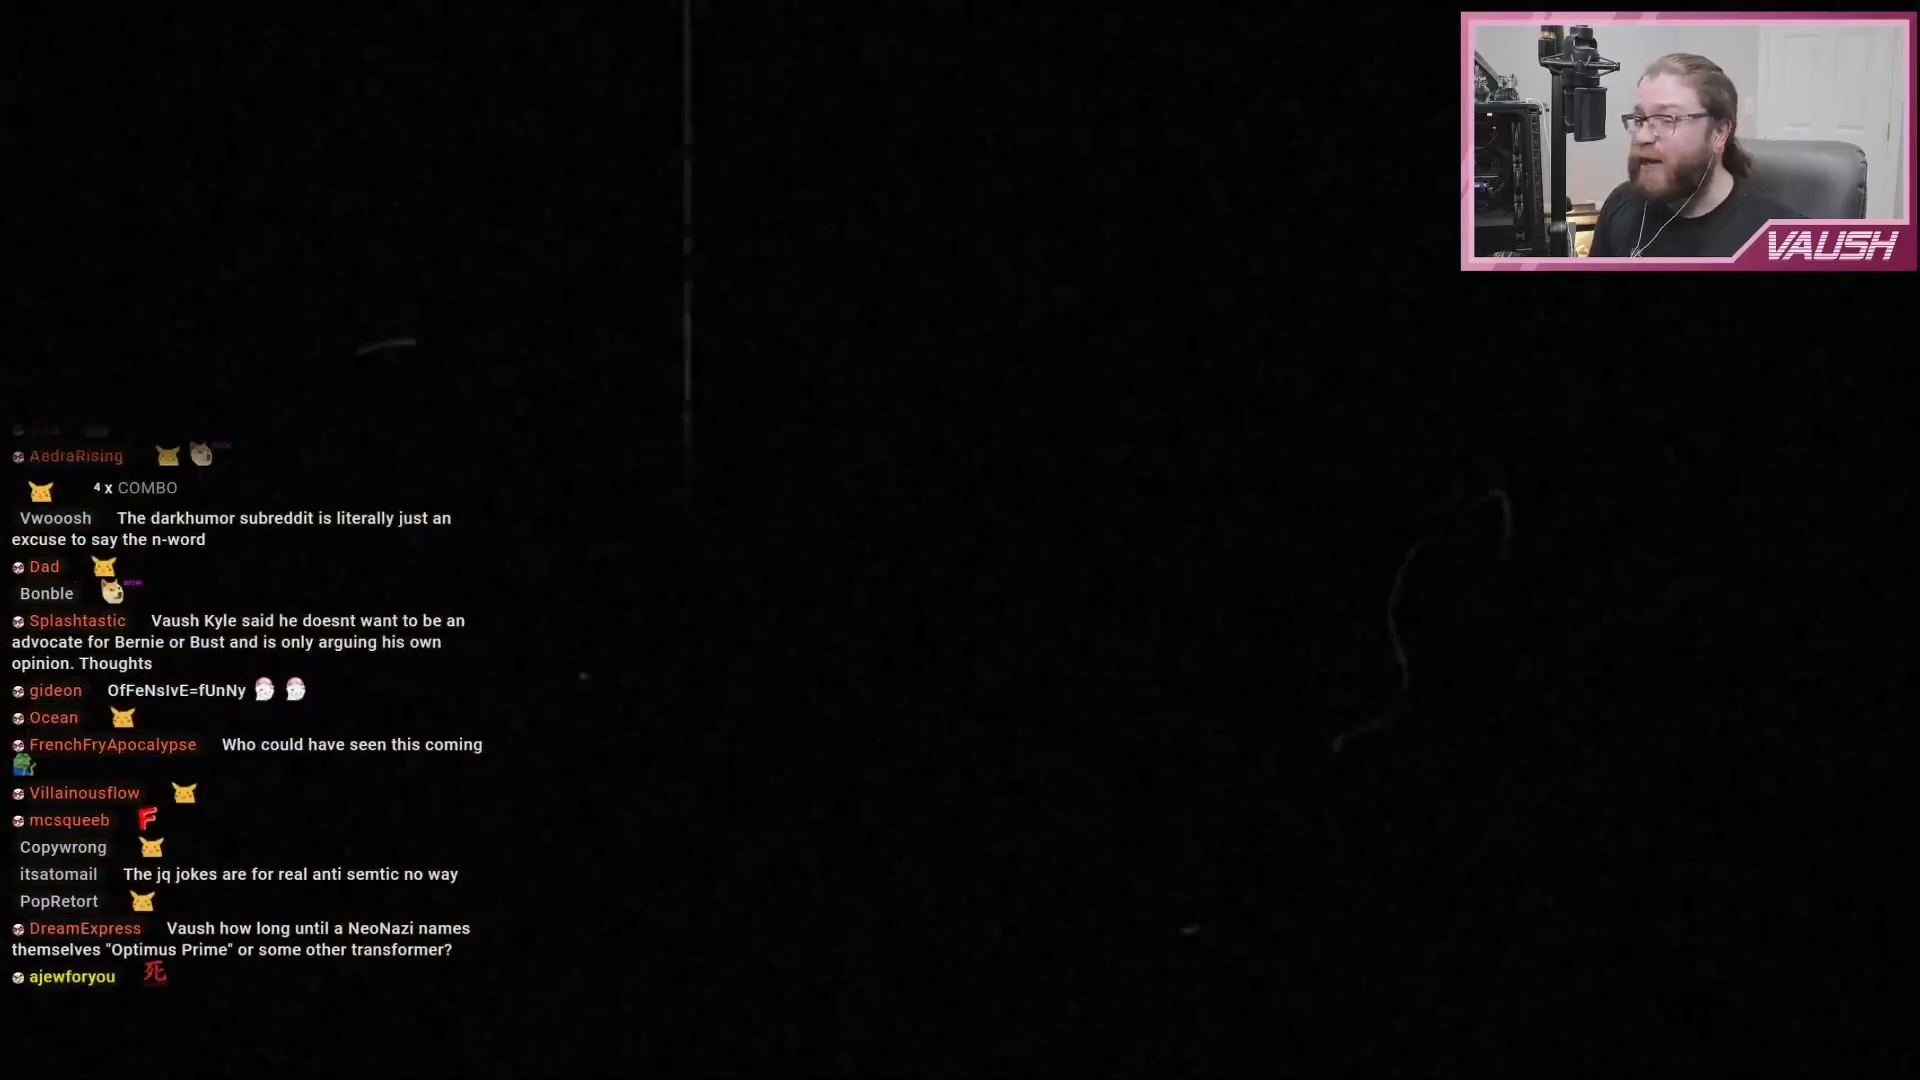 VAUSH
AedraRising
4 x COMBO
Vwooosh The darkhumor subreddit is literally just an
excuse to say the n-word
Dad
Bonble wow
Splashtastic Vaush Kyle said he doesnt want to be an
advocate for Bernie or Bust and is only arguing his own
opinion. Thoughts
gideon OfFeNsIvE=fUnNy
Ocean
FrenchFryApocalypse Who could have seen this coming
Villainousflow
mcsqueeb F
Copywrong
itsatomail The jq jokes are for real anti semtic no way
PopRetort
DreamExpress Vaush how long until a NeoNazi names
themselves "Optimus Prime" or some other transformer?
ajewforyou 死